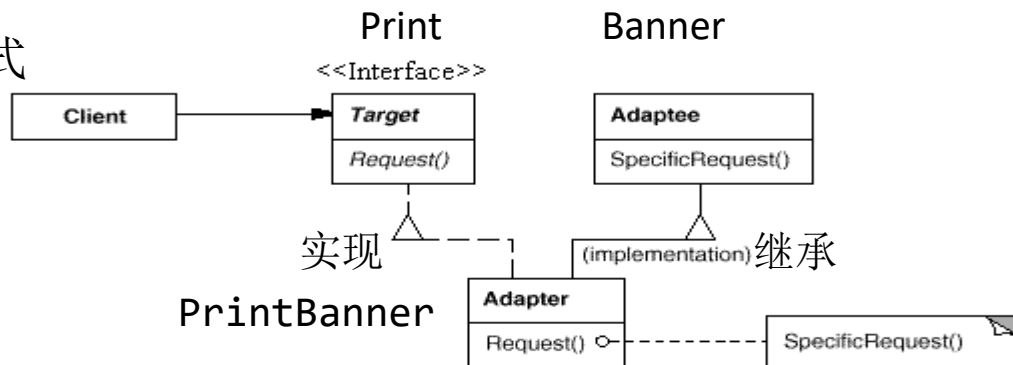 Print Banner
式
<<Interface>>
Client
Target
Adaptee
Request()
SpecificRequest()
实现
(implementation) 继承
PrintBanner
Adapter
Request()
SpecificRequest()